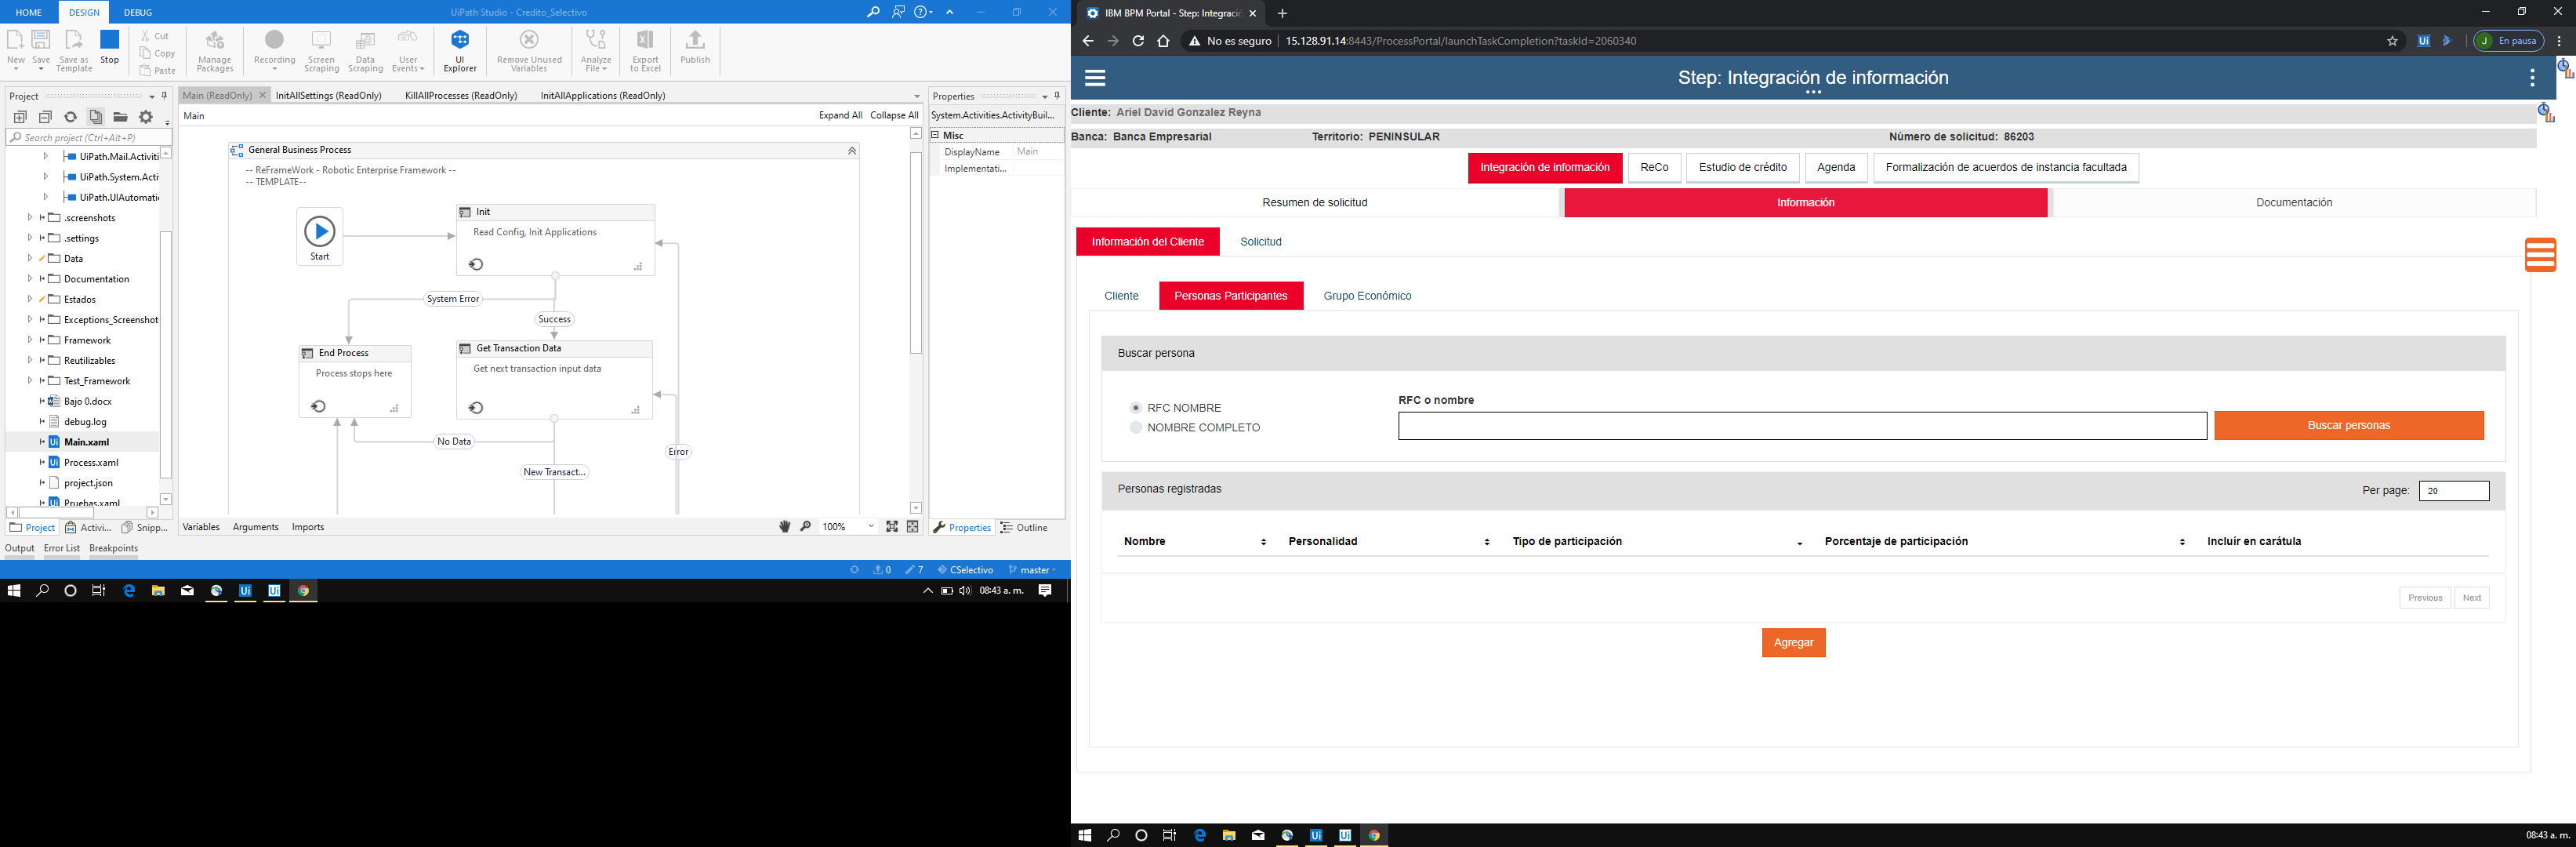 HOME DESIGN DEBUG UiPath Studio - Credito_Selectivo
New Save Save as Template Stop Cut Copy Paste Manage Packages Recording Screen Scraping Data Scraping User Events UI Explorer Remove Unused Variables Analyze File Export to Excel Publish
Project
Search project (Ctrl+Alt+P)
UiPath.Mail.Activiti
UiPath.System.Acti
UiPath.UIAutomati
.screenshots
.settings
Data
Documentation
Estados
Exceptions_Screenshot
Framework
Reutilizables
Test_Framework
Bajo 0.docx
debug.log
Main.xaml
Process.xaml
project.json
Pruebas.xaml
Project Activi... Snipp...
Main (ReadOnly) InitAllSettings (ReadOnly) KillAllProcesses (ReadOnly) InitAllApplications (ReadOnly)
Main Expand All Collapse All
General Business Process
-- ReFrameWork - Robotic Enterprise Framework --
-- TEMPLATE--
Start
Init
Read Config, Init Applications
System Error
Success
End Process
Process stops here
Get Transaction Data
Get next transaction input data
No Data
Error
New Transact...
Variables Arguments Imports 100%
Properties
System.Activities.ActivityBuil...
Misc
DisplayName Main
Implementati...
Properties Outline
Output Error List Breakpoints
0 7 CSelectivo master
08:43 a. m.
IBM BPM Portal - Step: Integraci
No es seguro 15.128.91.14:8443/ProcessPortal/launchTaskCompletion?taskId=2060340 J En pausa
Step: Integración de información
Cliente: Ariel David Gonzalez Reyna
Banca: Banca Empresarial Territorio: PENINSULAR Número de solicitud: 86203
Integración de información ReCo Estudio de crédito Agenda Formalización de acuerdos de instancia facultada
Resumen de solicitud Información Documentación
Información del Cliente Solicitud
Cliente Personas Participantes Grupo Económico
Buscar persona
RFC NOMBRE
NOMBRE COMPLETO
RFC o nombre
Buscar personas
Personas registradas Per page: 20
Nombre Personalidad Tipo de participación Porcentaje de participación Incluír en carátula
Previous Next
Agregar
08:43 a. m.